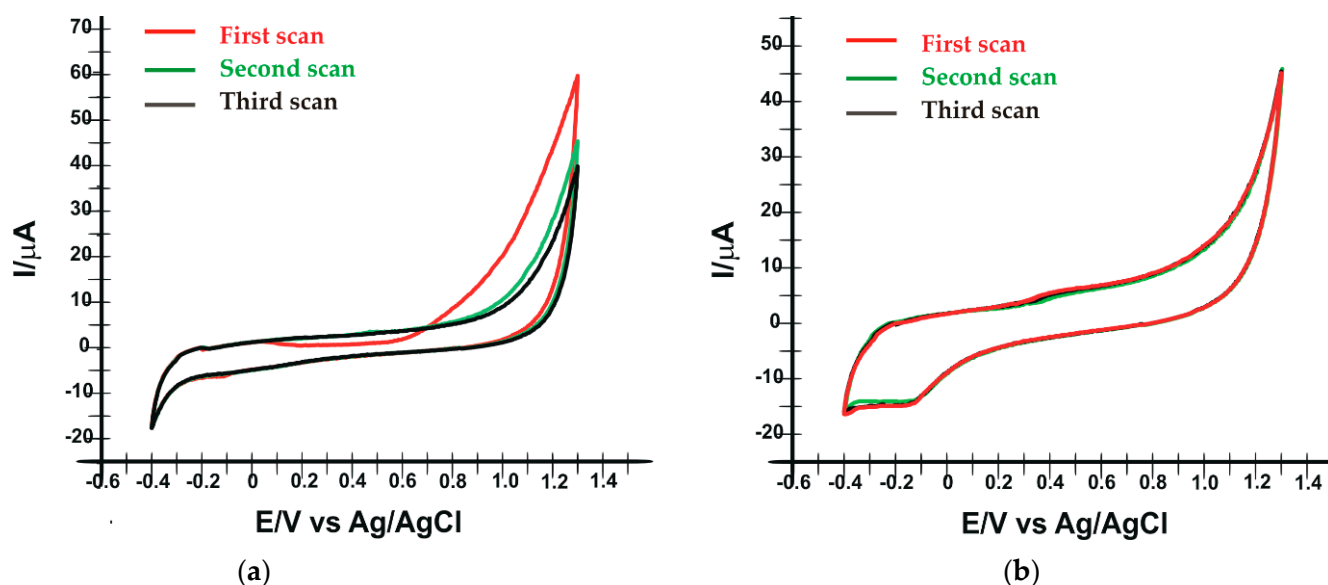 First scan
Second scan
Third scan
70
60
50
40
30
20
10
0
-10
-20
I/μA
-0.6 -0.4 -0.2 0 0.2 0.4 0.6 0.8 1.0 1.2 1.4
E/V vs Ag/AgCl
(a)
First scan
Second scan
Third scan
50
40
30
20
10
0
-10
-20
I/μA
-0.6 -0.4 -0.2 0 0.2 0.4 0.6 0.8 1.0 1.2 1.4
E/V vs Ag/AgCl
(b)